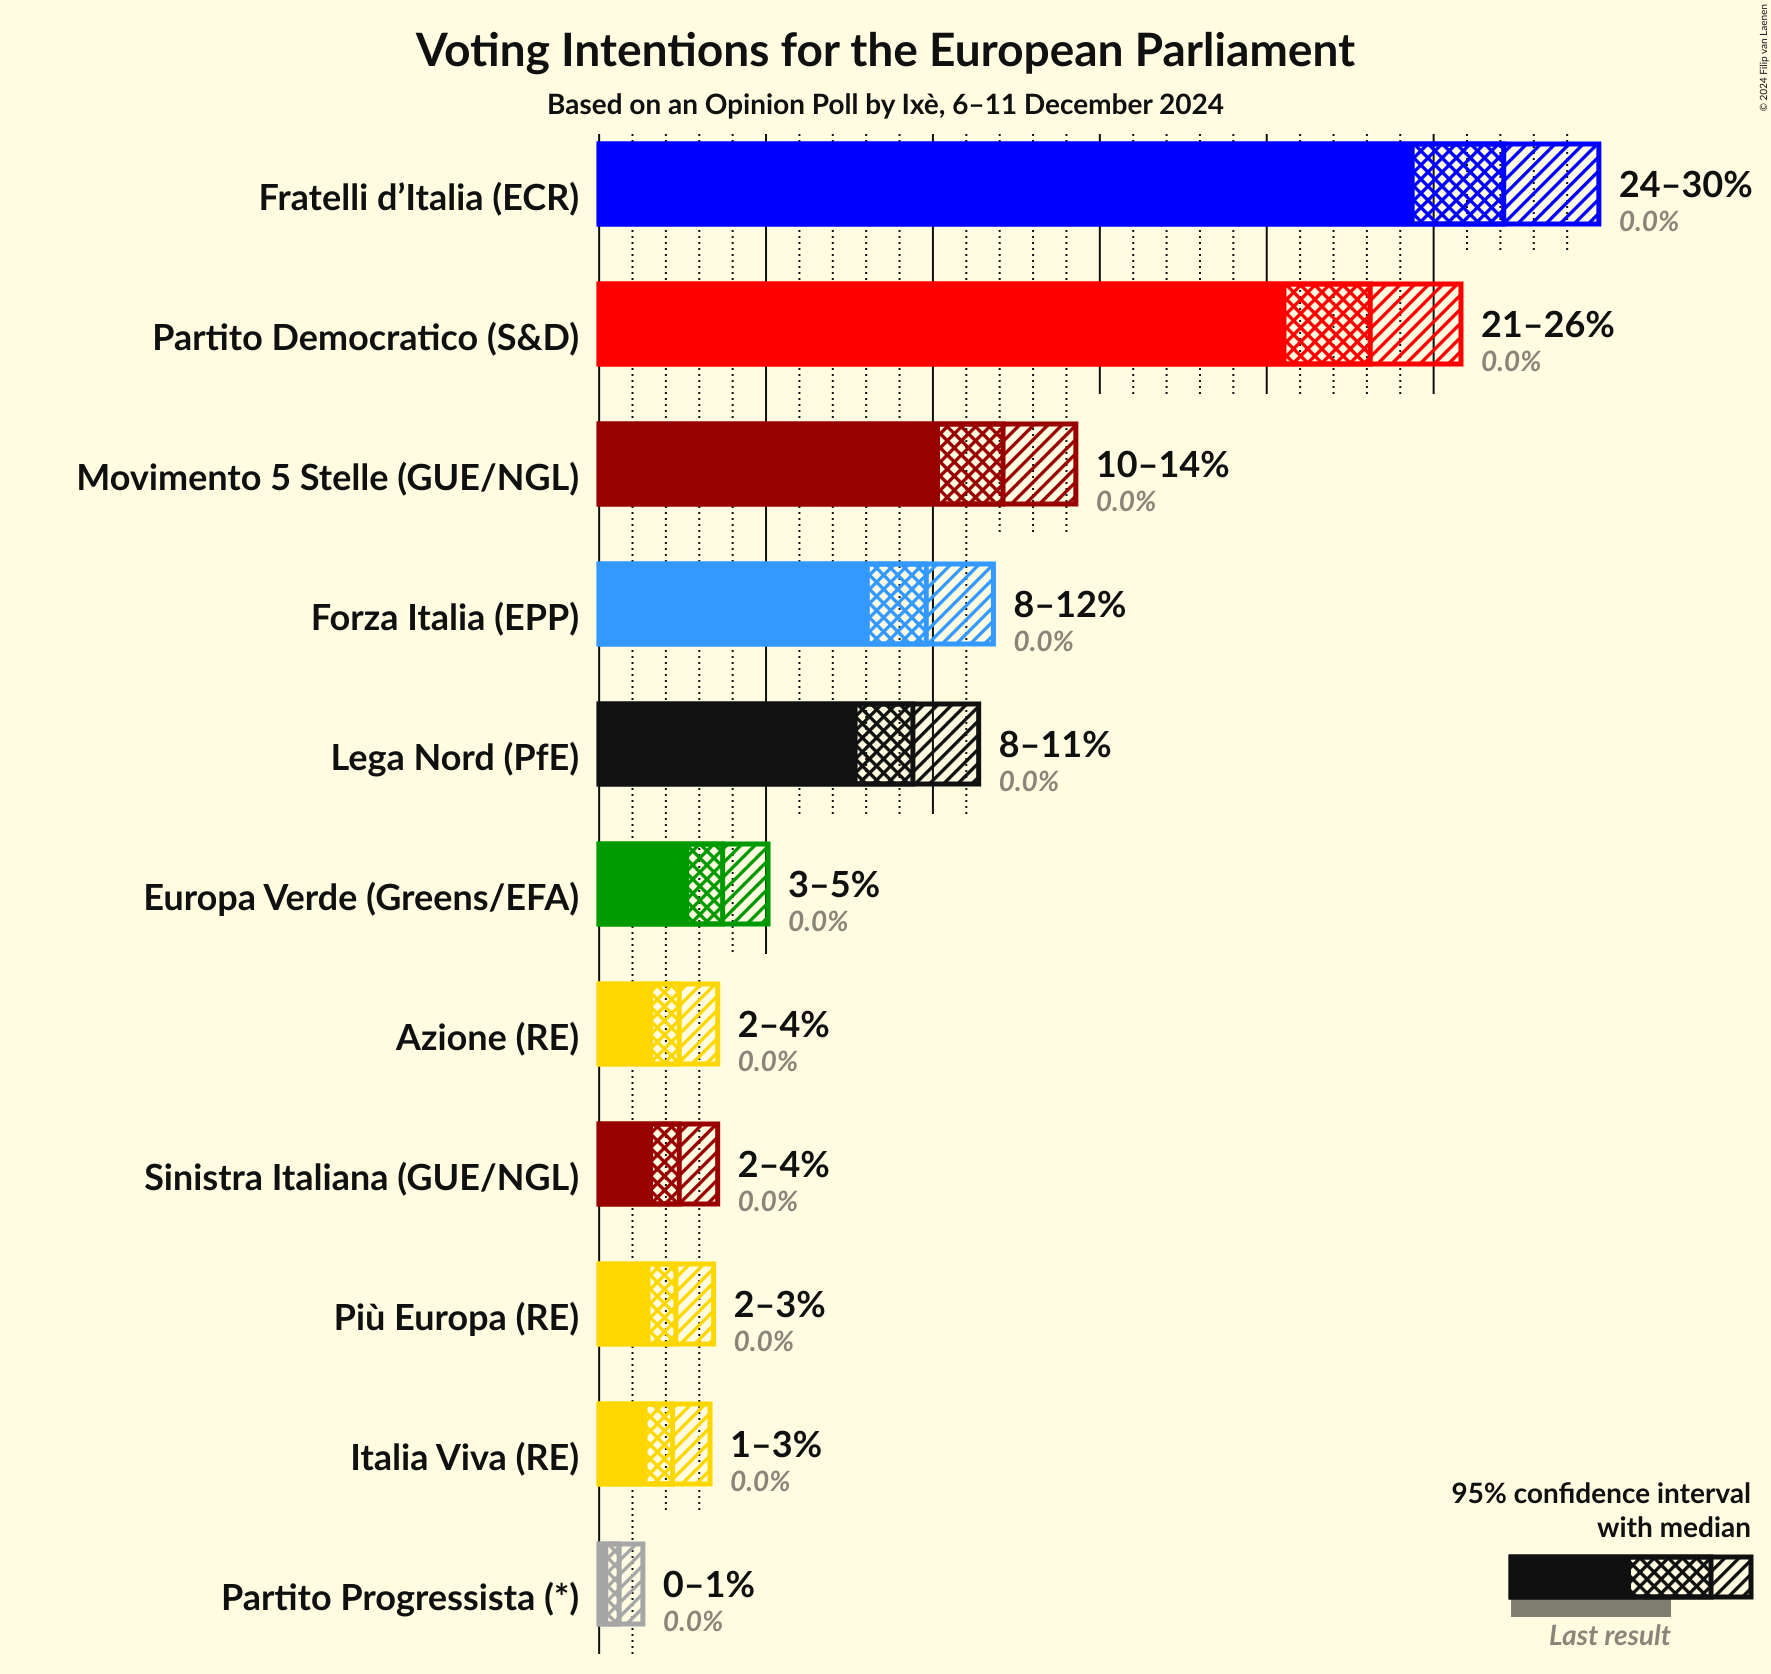 Voting Intentions for the European Parliament
Based on an Opinion Poll by Ixè, 6–11 December 2024
© 2024 Filip van Laenen
Fratelli d’Italia (ECR)
24–30%
0.0%
Partito Democratico (S&D)
21–26%
0.0%
Movimento 5 Stelle (GUE/NGL)
10–14%
0.0%
Forza Italia (EPP)
8–12%
0.0%
Lega Nord (PfE)
8–11%
0.0%
Europa Verde (Greens/EFA)
3–5%
0.0%
Azione (RE)
2–4%
0.0%
Sinistra Italiana (GUE/NGL)
2–4%
0.0%
Più Europa (RE)
2–3%
0.0%
Italia Viva (RE)
1–3%
0.0%
Partito Progressista (*)
0–1%
0.0%
95% confidence interval
with median
Last result